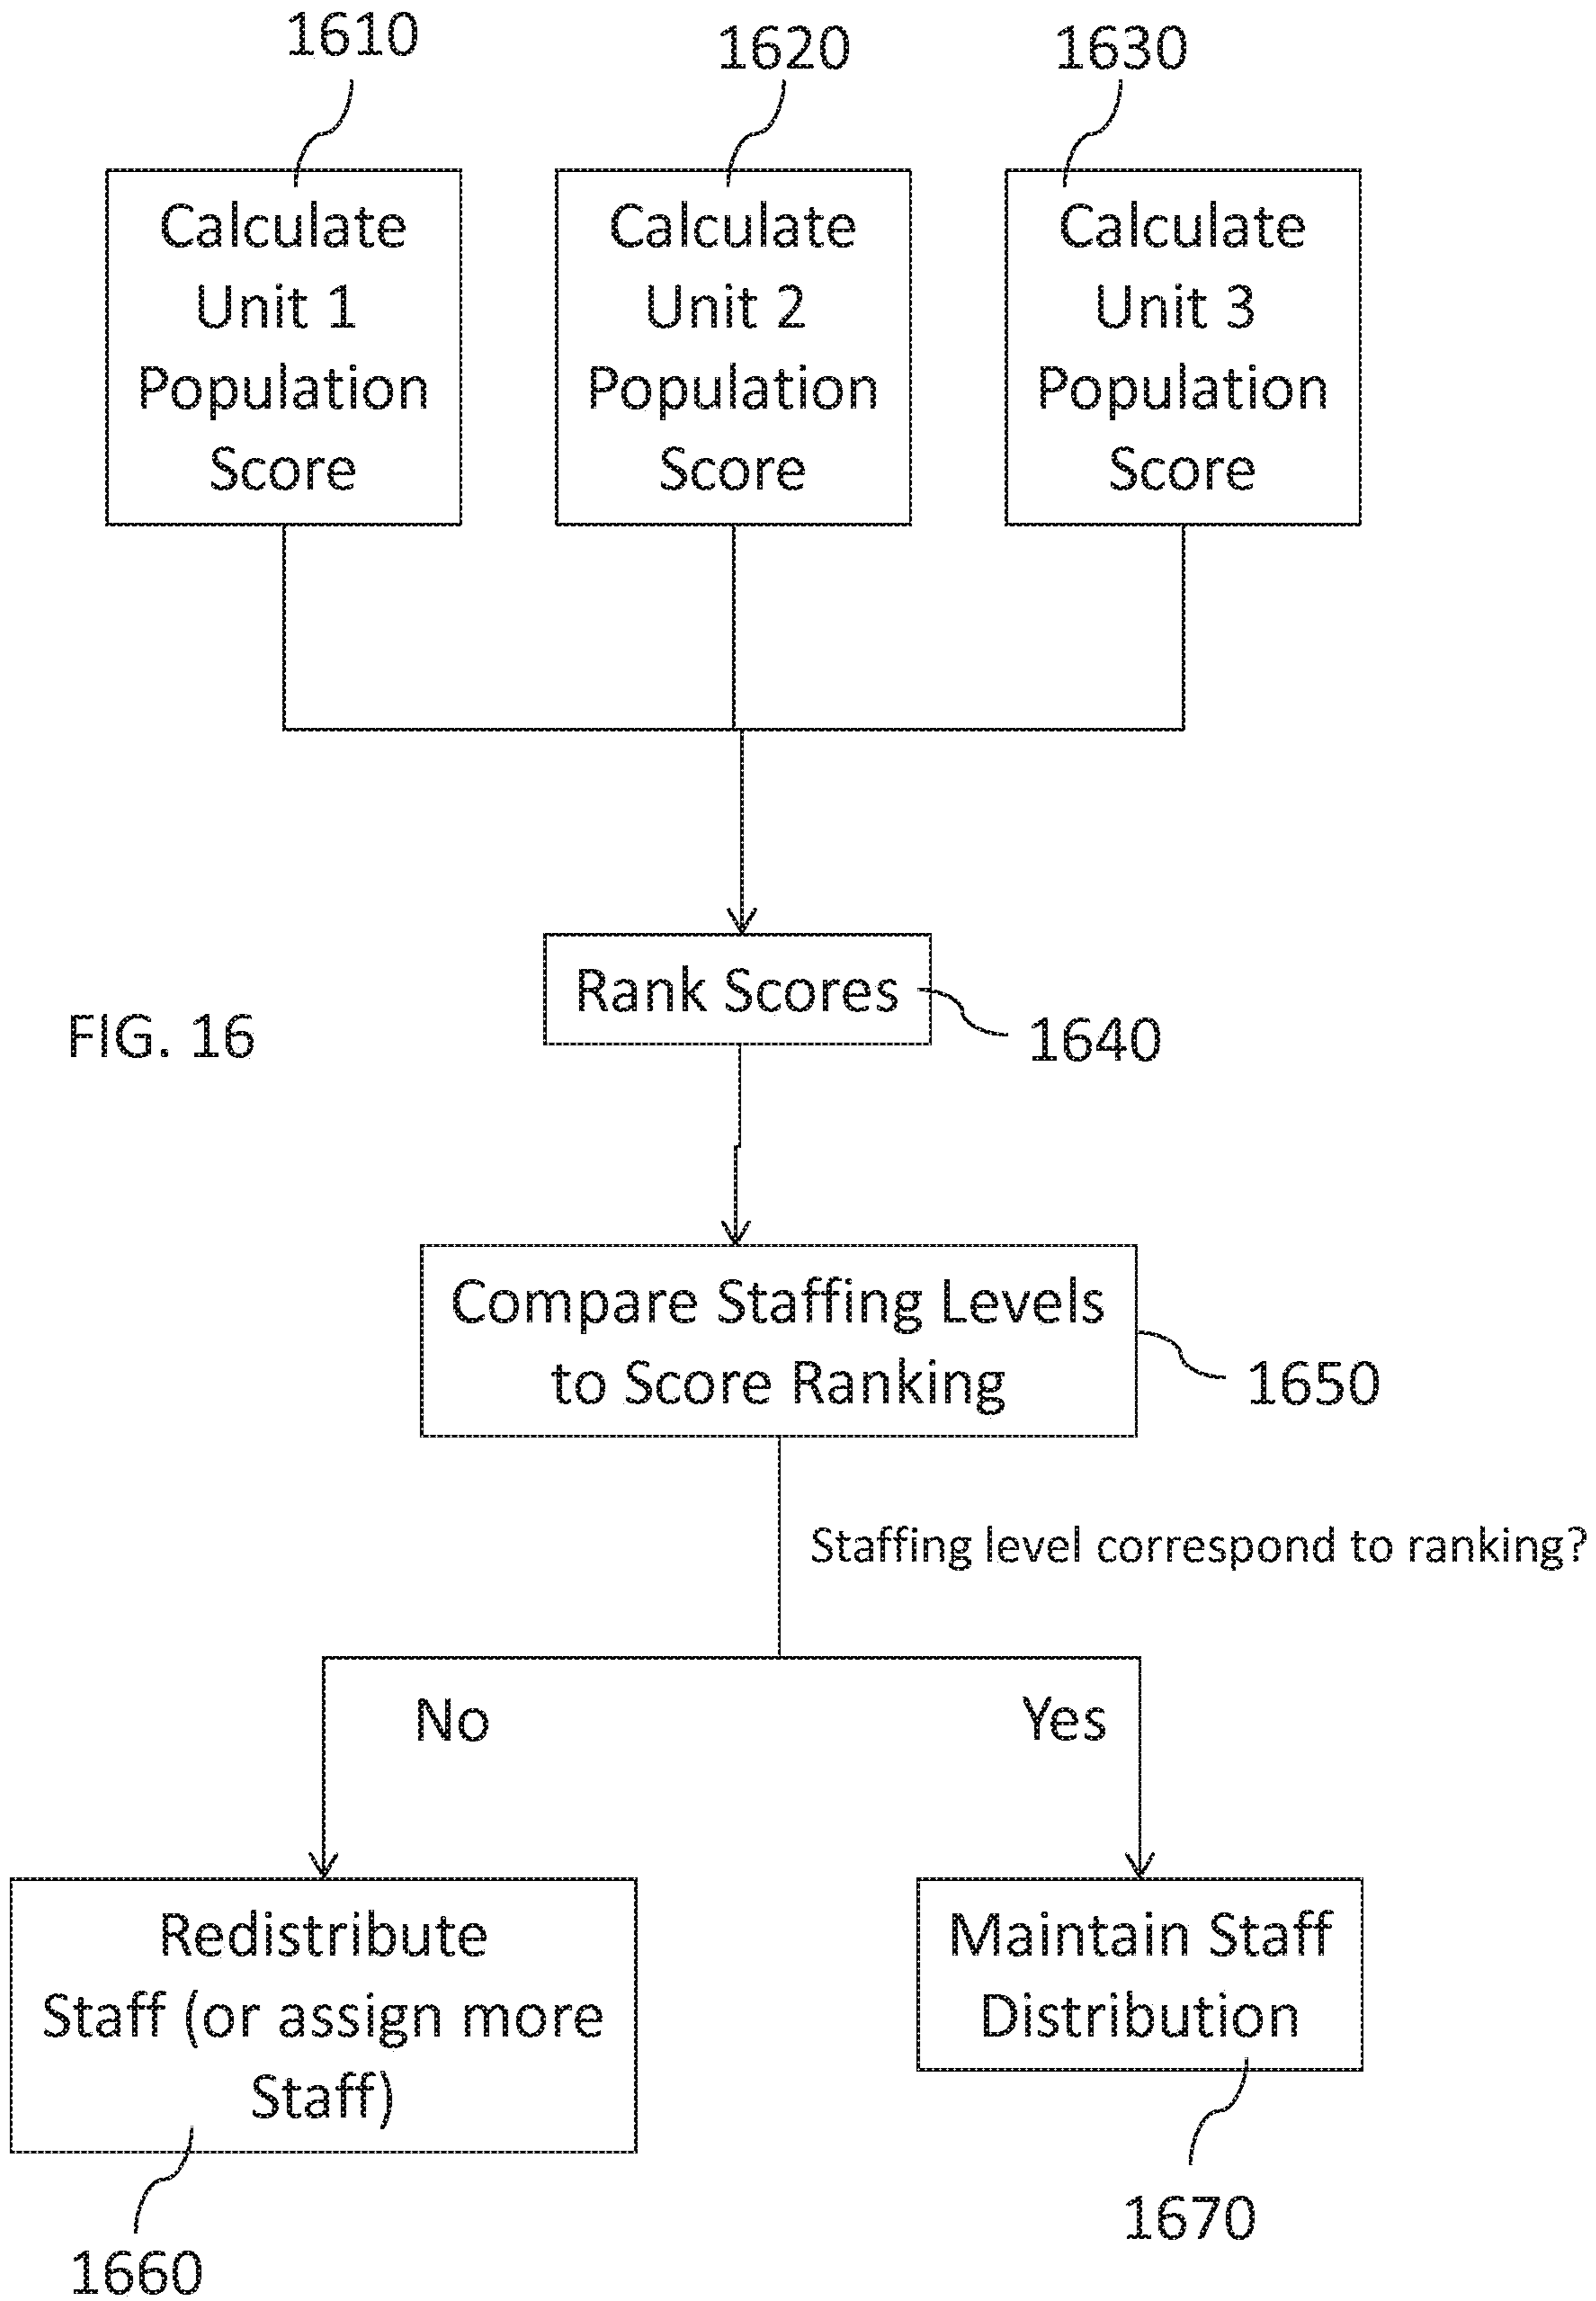 1610
1620
1630
Calculate
Unit 1
Population
Score
Calculate
Unit 2
Population
Score
Calculate
Unit 3
Population
Score
Rank Scores
FIG. 16
1640
Compare Staffing Levels
to Score Ranking
1650
Staffing level correspond to ranking?
No
Yes
Redistribute
Staff (or assign more
Staff)
Maintain Staff
Distribution
1670
1660